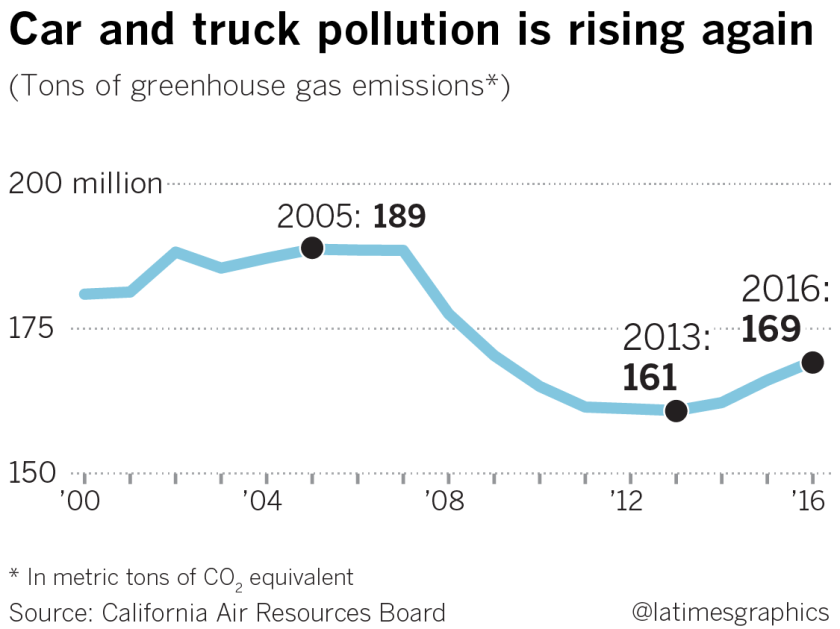 Car and truck pollution is rising again
(Tons of greenhouse gas emissions*)
200 million
2005: 189
2016:
169
175
2013:
161
150
’00 ’04 ’08 ’12 ’16
* In metric tons of CO₂ equivalent
Source: California Air Resources Board
@latimesgraphics